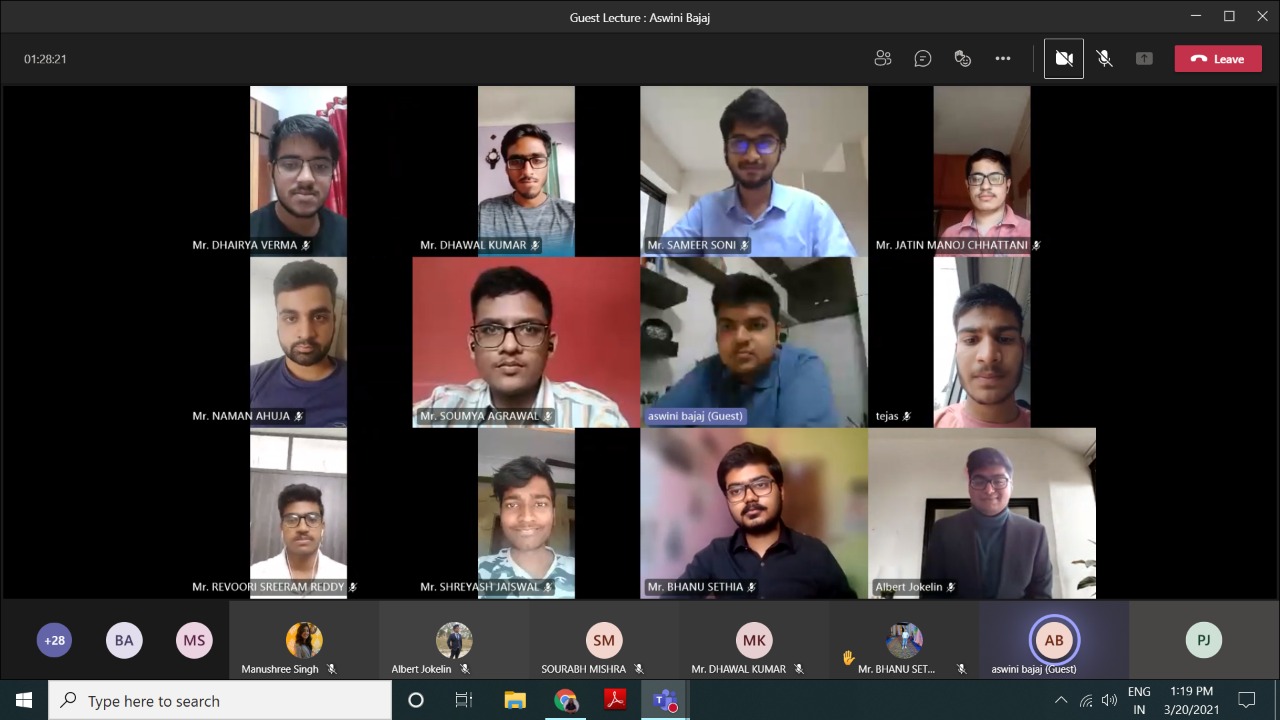 Guest Lecture : Aswini Bajaj
01:28:21
Leave
Mr. DHAIRYA VERMA
Mr. DHAWAL KUMAR
Mr. SAMEER SONI
Mr. JATIN MANOJ CHHATTANI
Mr. NAMAN AHUJA
Mr. SOUMYA AGRAWAL
aswini bajaj (Guest)
tejas
Mr. REVOORI SREERAM REDDY
Mr. SHREYASH JAISWAL
Mr. BHANU SETHIA
Albert Jokelin
+28
BA
MS
Manushree Singh
Albert Jokelin
SM
SOURABH MISHRA
MK
Mr. DHAWAL KUMAR
Mr. BHANU SET...
AB
aswini bajaj (Guest)
PJ
Type here to search
ENG
IN
1:19 PM
3/20/2021